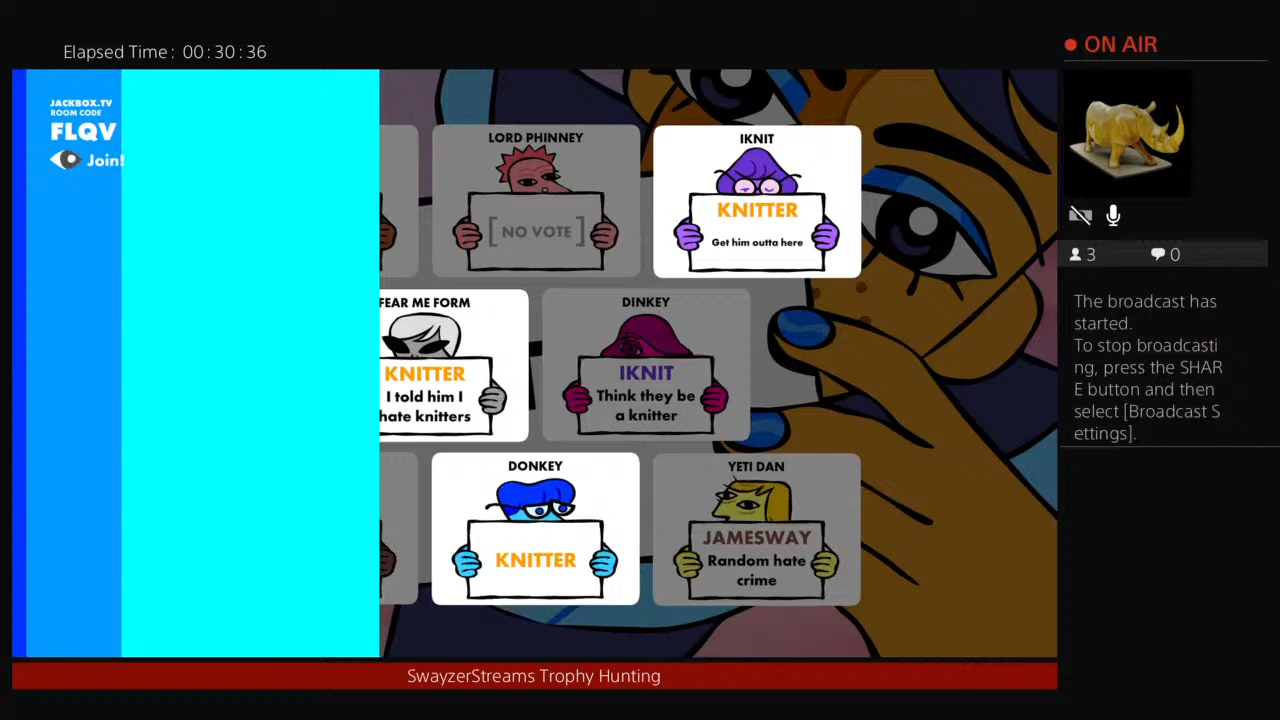 Elapsed Time: 00:30:36
ON AIR
JACKBOX.TV
ROOM CODE
FLQV
Join!
LORD PHINNEY
[NO VOTE]
IKNIT
KNITTER
Get him outta here
FEAR ME FORM
KNITTER
I told him I
hate knitters
DINKEY
IKNIT
Think they be
a knitter
DONKEY
KNITTER
YETI DAN
JAMESWAY
Random hate
crime
3
0
The broadcast has
started.
To stop broadcasti
ng, press the SHAR
E button and then
select [Broadcast S
ettings].
SwayzerStreams Trophy Hunting